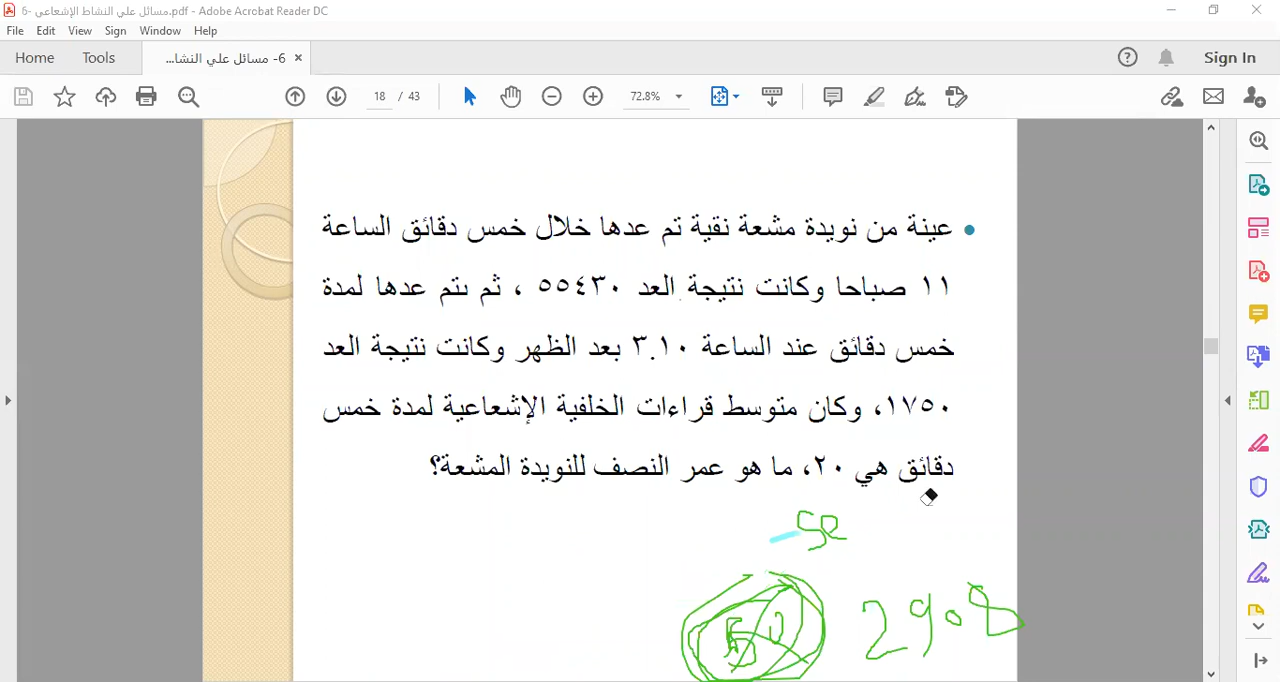 مسائل علي النشاط الإشعاعي -6.pdf - Adobe Acrobat Reader DC
File Edit View Sign Window Help
Home Tools 6- مسائل علي النشا... × Sign In
18 / 43 72.8%
• عينة من نويدة مشعة نقية تم عدها خلال خمس دقائق الساعة
١١ صباحا وكانت نتيجة العد ٥٥٤٣٠ ، ثم يتم عدها لمدة
خمس دقائق عند الساعة ٣.١٠ بعد الظهر وكانت نتيجة العد
١٧٥٠، وكان متوسط قراءات الخلفية الإشعاعية لمدة خمس
دقائق هي ٢٠، ما هو عمر النصف للنويدة المشعة؟
2908